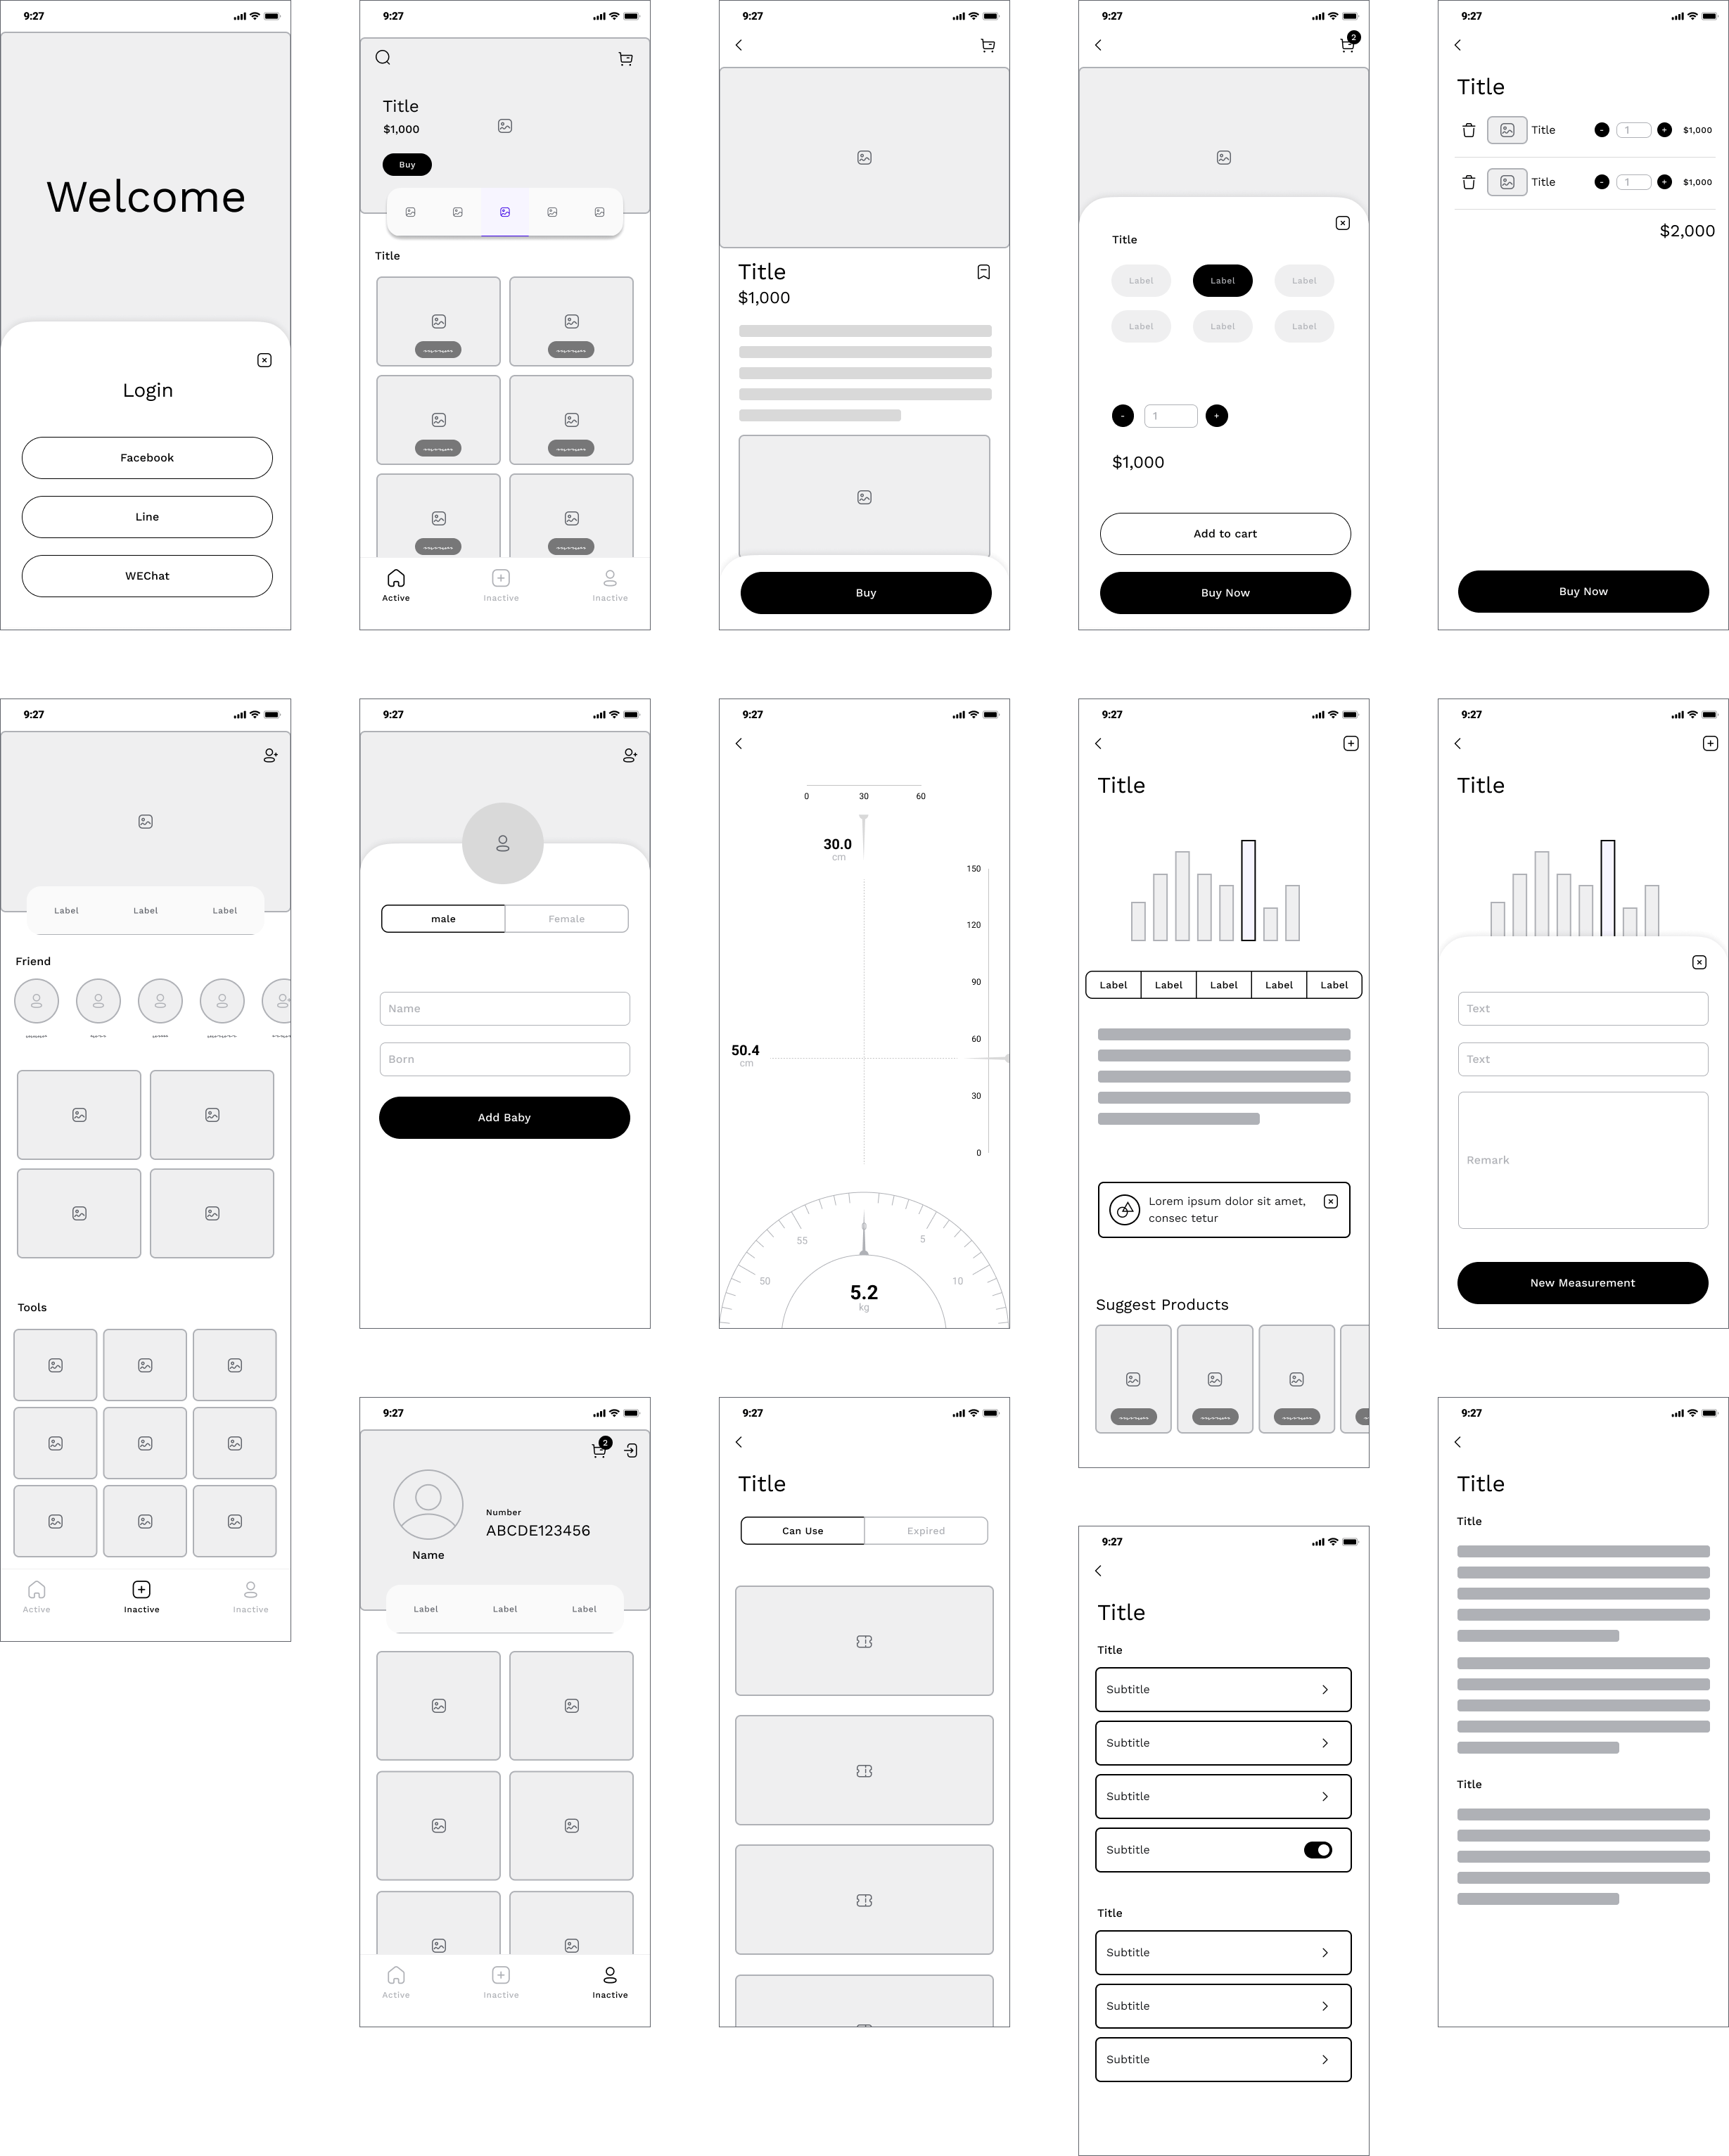 9:27
Welcome
Login
Facebook
Line
WEChat
9:27
Title
$1,000
Buy
Title
Active
Inactive
Inactive
9:27
Title
$1,000
Buy
9:27
2
Title
Label Label Label
Label Label Label
- 1 +
$1,000
Add to cart
Buy Now
9:27
Title
Title - 1 + $1,000
Title - 1 + $1,000
$2,000
Buy Now
9:27
Label Label Label
Friend
Tools
Active Inactive Inactive
9:27
male Female
Name
Born
Add Baby
9:27
0 30 60
30.0
cm
150
120
90
60
50.4
cm
30
0
0
55 5
50 10
5.2
kg
9:27
Title
Label Label Label Label Label
Lorem ipsum dolor sit amet,
consec tetur
Suggest Products
9:27
Title
Text
Text
Remark
New Measurement
9:27
2
Number
ABCDE123456
Name
Label Label Label
Active Inactive Inactive
9:27
Title
Can Use Expired
9:27
Title
Title
Subtitle
Subtitle
Subtitle
Subtitle
Title
Subtitle
Subtitle
Subtitle
9:27
Title
Title
Title